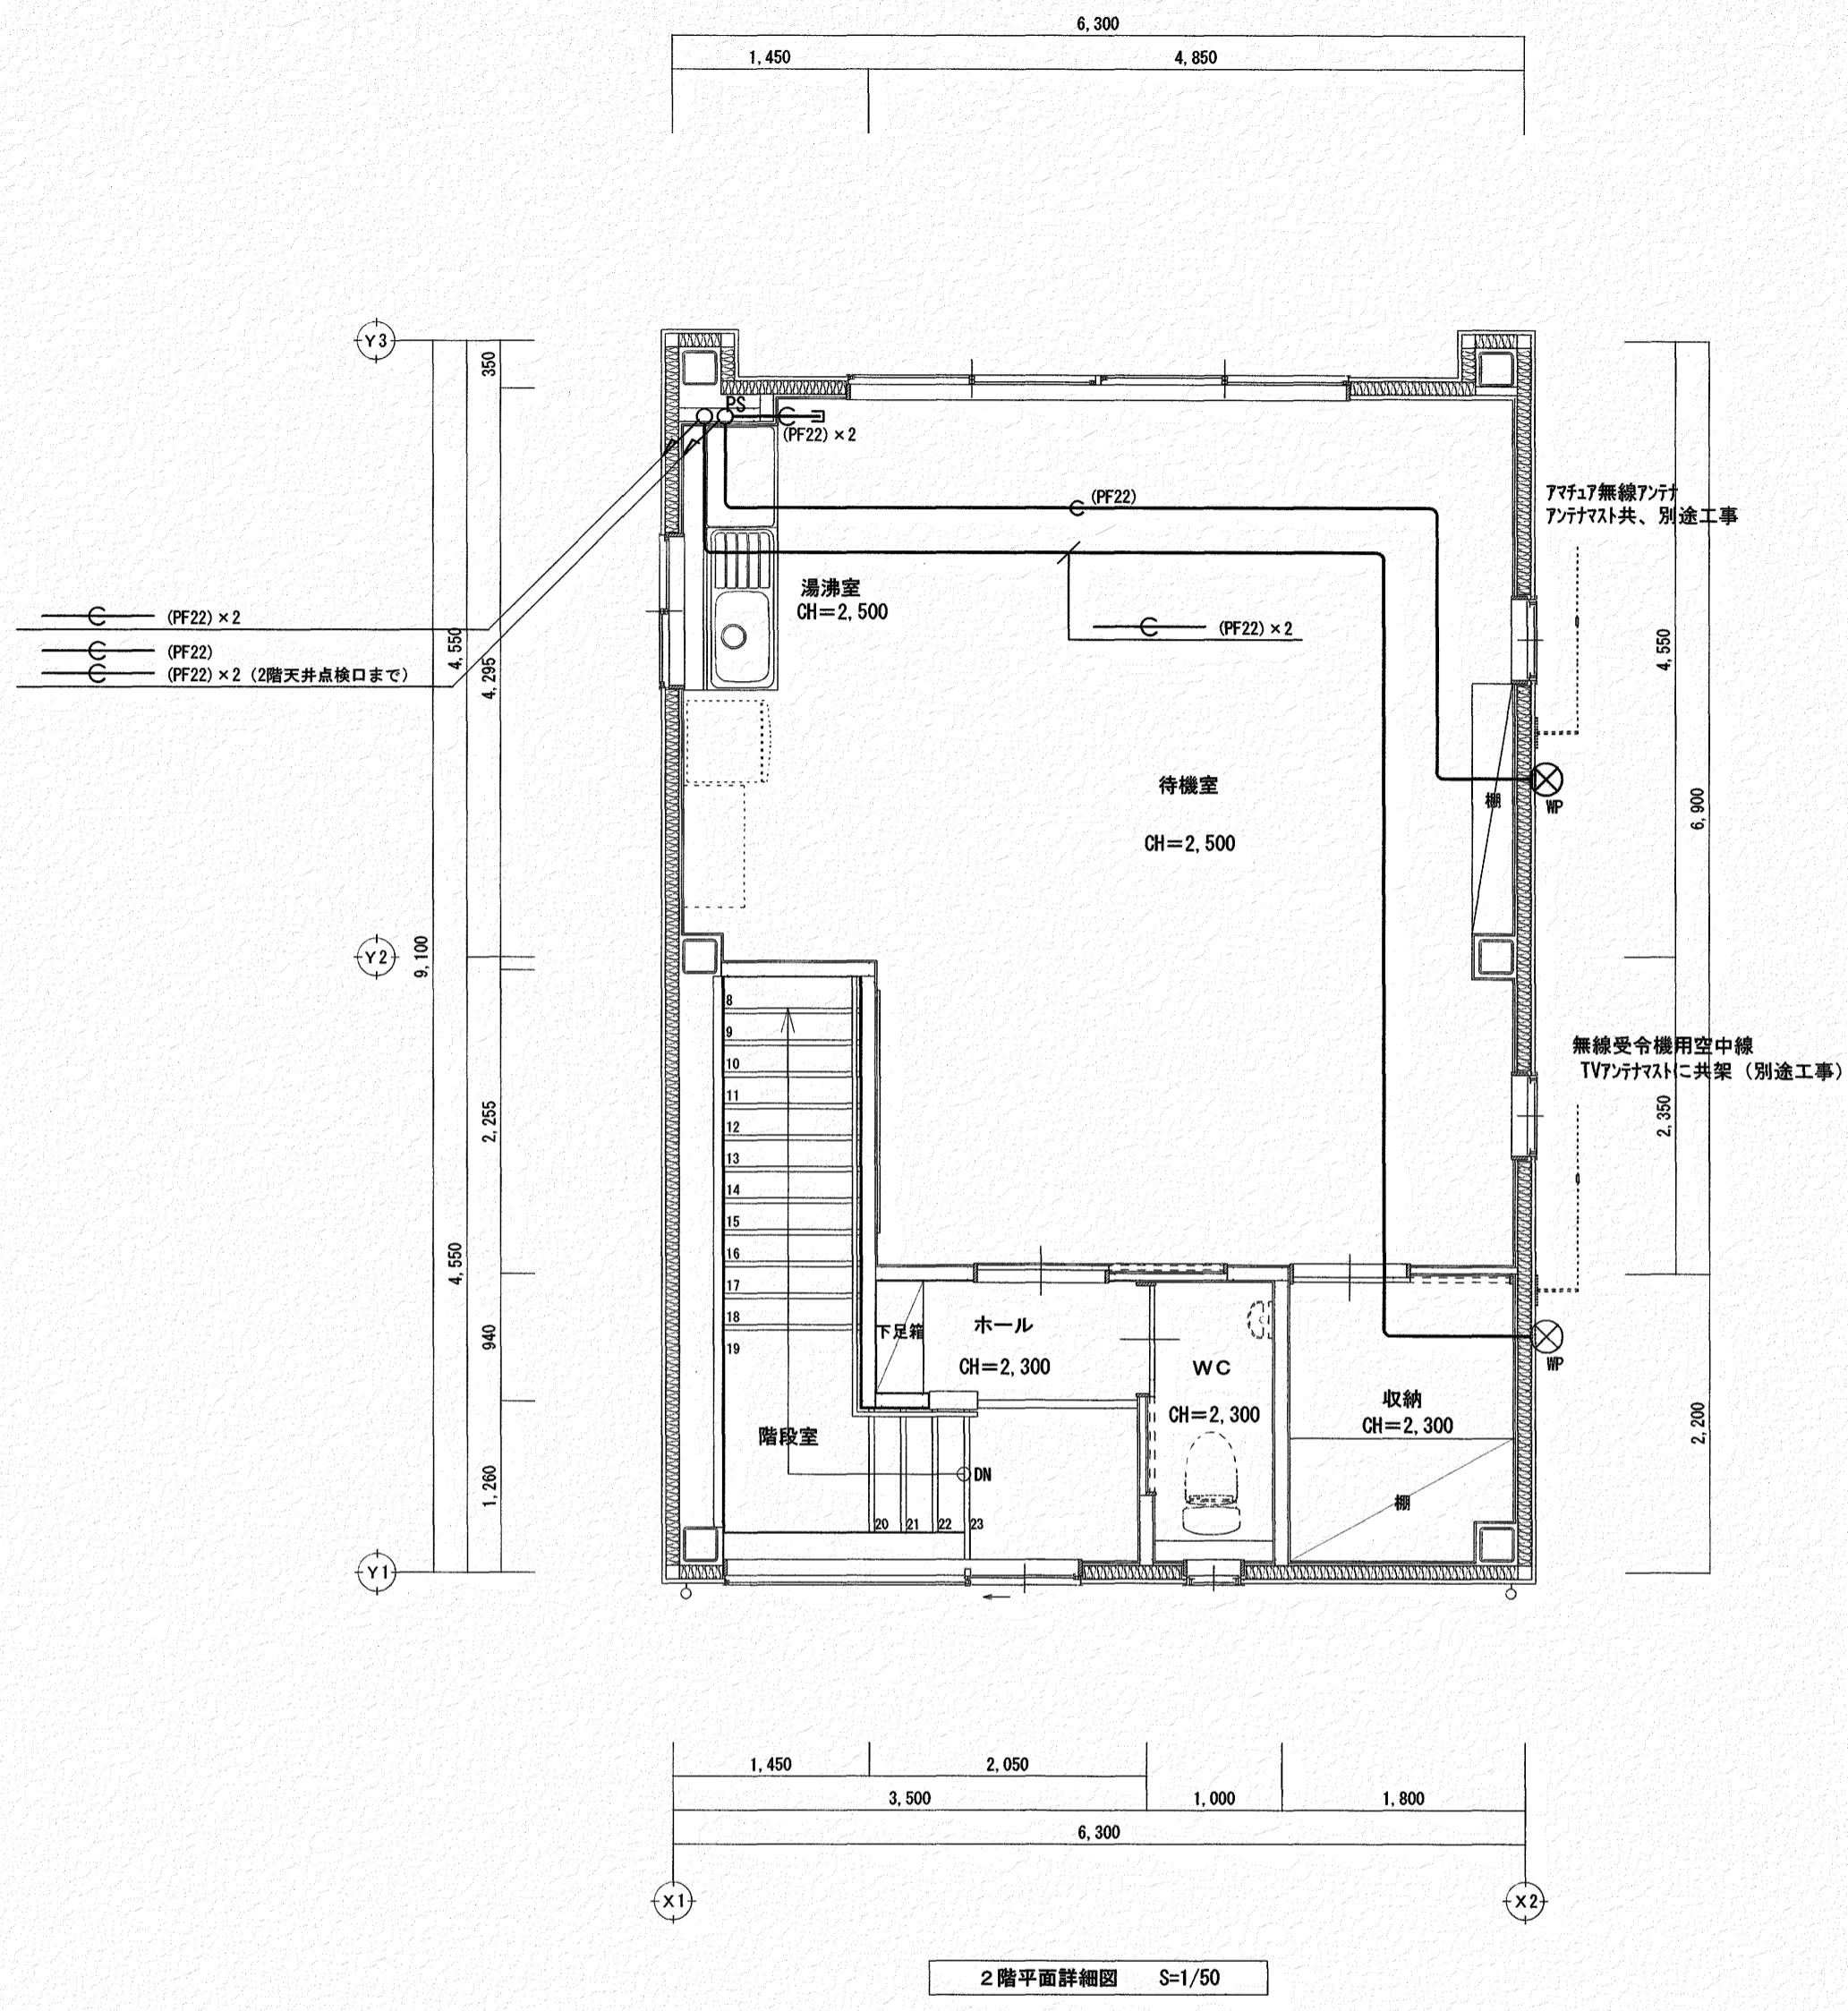 6,300
1,450
4,850
Y3
350
PS
(PF22)×2
(PF22)
アマチュア無線アンテナ
アンテナマスト共、別途工事
湯沸室
CH=2,500
(PF22)×2
(PF22)×2
(PF22)
(PF22)×2（2階天井点検口まで）
4,550
4,295
4,550
待機室
CH=2,500
棚
WP
6,900
Y2
9,100
8
9
10
11
12
13
14
15
16
17
18
19
無線受令機用空中線
TVアンテナマストに共架（別途工事）
2,350
2,255
4,550
940
下足箱
ホール
CH=2,300
WC
CH=2,300
WP
収納
CH=2,300
2,200
階段室
DN
1,260
棚
20
21
22
23
Y1
1,450
2,050
3,500
1,000
1,800
6,300
X1
X2
２階平面詳細図 S=1/50